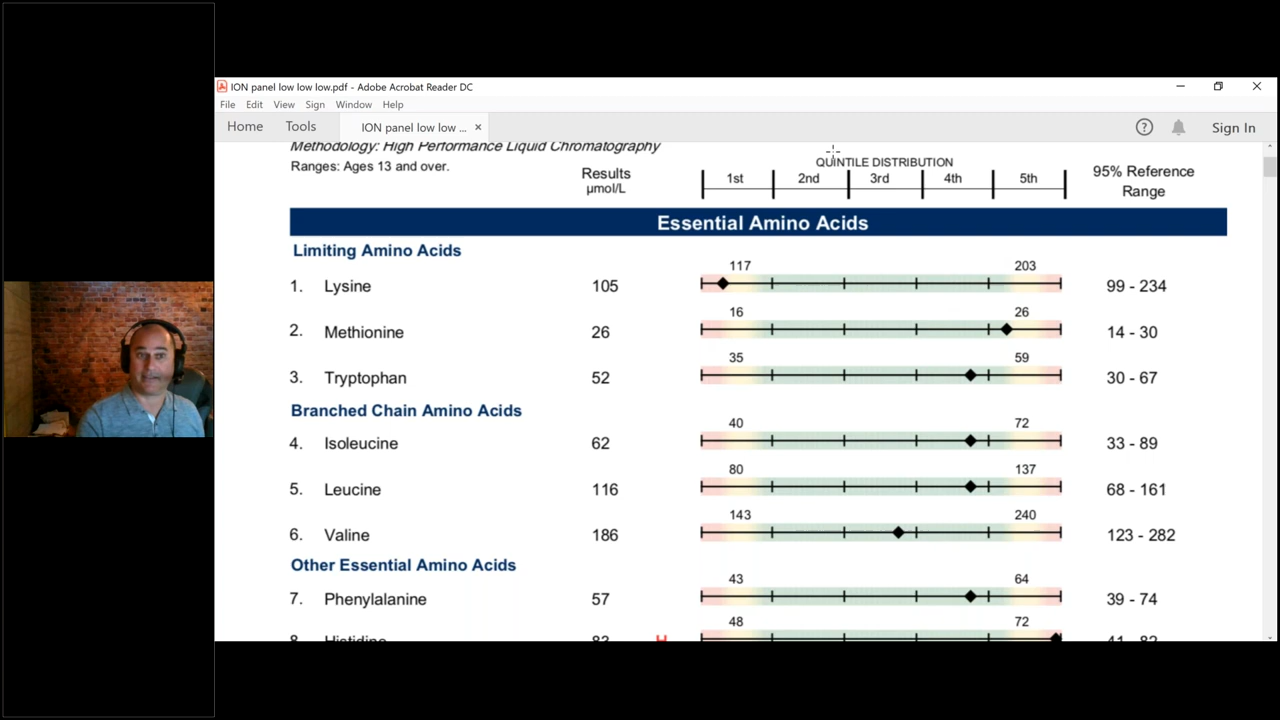 ION panel low low low.pdf - Adobe Acrobat Reader DC
File Edit View Sign Window Help
Home Tools ION panel low low ... × Sign In
Methodology: High Performance Liquid Chromatography
Ranges: Ages 13 and over.
Results
µmol/L
QUINTILE DISTRIBUTION
1st 2nd 3rd 4th 5th
95% Reference
Range
Essential Amino Acids
Limiting Amino Acids
117 203
1. Lysine 105 99 - 234
16 26
2. Methionine 26 14 - 30
35 59
3. Tryptophan 52 30 - 67
Branched Chain Amino Acids
40 72
4. Isoleucine 62 33 - 89
80 137
5. Leucine 116 68 - 161
143 240
6. Valine 186 123 - 282
Other Essential Amino Acids
43 64
7. Phenylalanine 57 39 - 74
48 72
8. Histidine 83 H 41 - 82